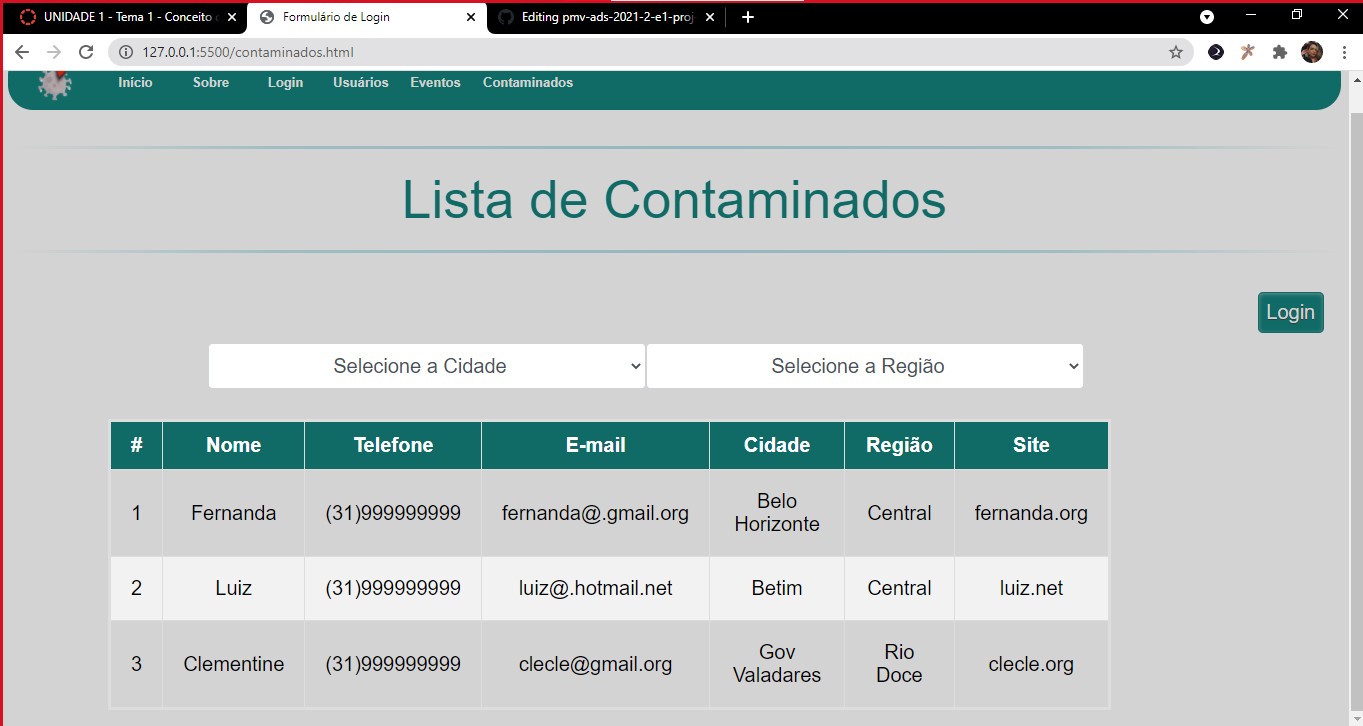 UNIDADE 1 - Tema 1 - Conceito
Formulário de Login
Editing pmv-ads-2021-2-e1-proj
127.0.0.1:5500/contaminados.html
Início Sobre Login Usuários Eventos Contaminados
Lista de Contaminados
Login
Selecione a Cidade Selecione a Região
# Nome Telefone E-mail Cidade Região Site
1 Fernanda (31)999999999 fernanda@.gmail.org Belo Horizonte Central fernanda.org
2 Luiz (31)999999999 luiz@.hotmail.net Betim Central luiz.net
3 Clementine (31)999999999 clecle@gmail.org Gov Valadares Rio Doce clecle.org